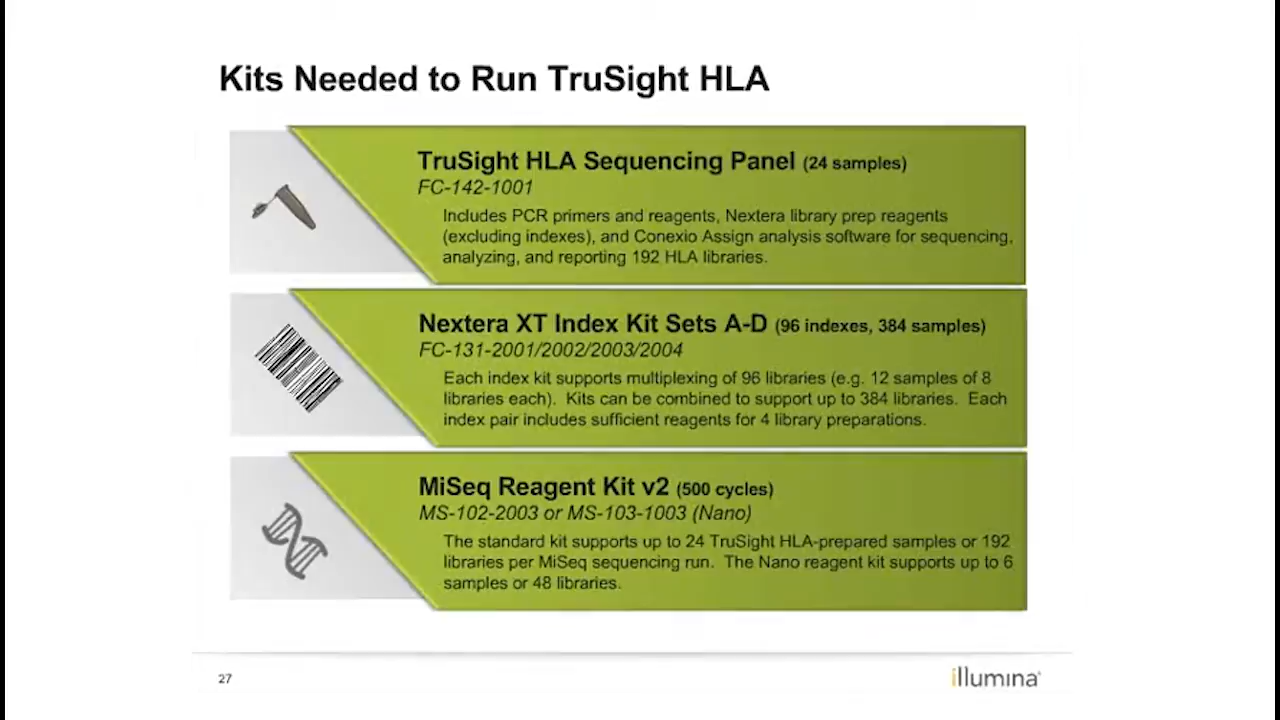 Kits Needed to Run TruSight HLA
TruSight HLA Sequencing Panel (24 samples)
FC-142-1001
Includes PCR primers and reagents, Nextera library prep reagents
(excluding indexes), and Conexio Assign analysis software for sequencing,
analyzing, and reporting 192 HLA libraries.
Nextera XT Index Kit Sets A-D (96 indexes, 384 samples)
FC-131-2001/2002/2003/2004
Each index kit supports multiplexing of 96 libraries (e.g. 12 samples of 8
libraries each).  Kits can be combined to support up to 384 libraries.  Each
index pair includes sufficient reagents for 4 library preparations.
MiSeq Reagent Kit v2 (500 cycles)
MS-102-2003 or MS-103-1003 (Nano)
The standard kit supports up to 24 TruSight HLA-prepared samples or 192
libraries per MiSeq sequencing run.  The Nano reagent kit supports up to 6
samples or 48 libraries.
27
illumina